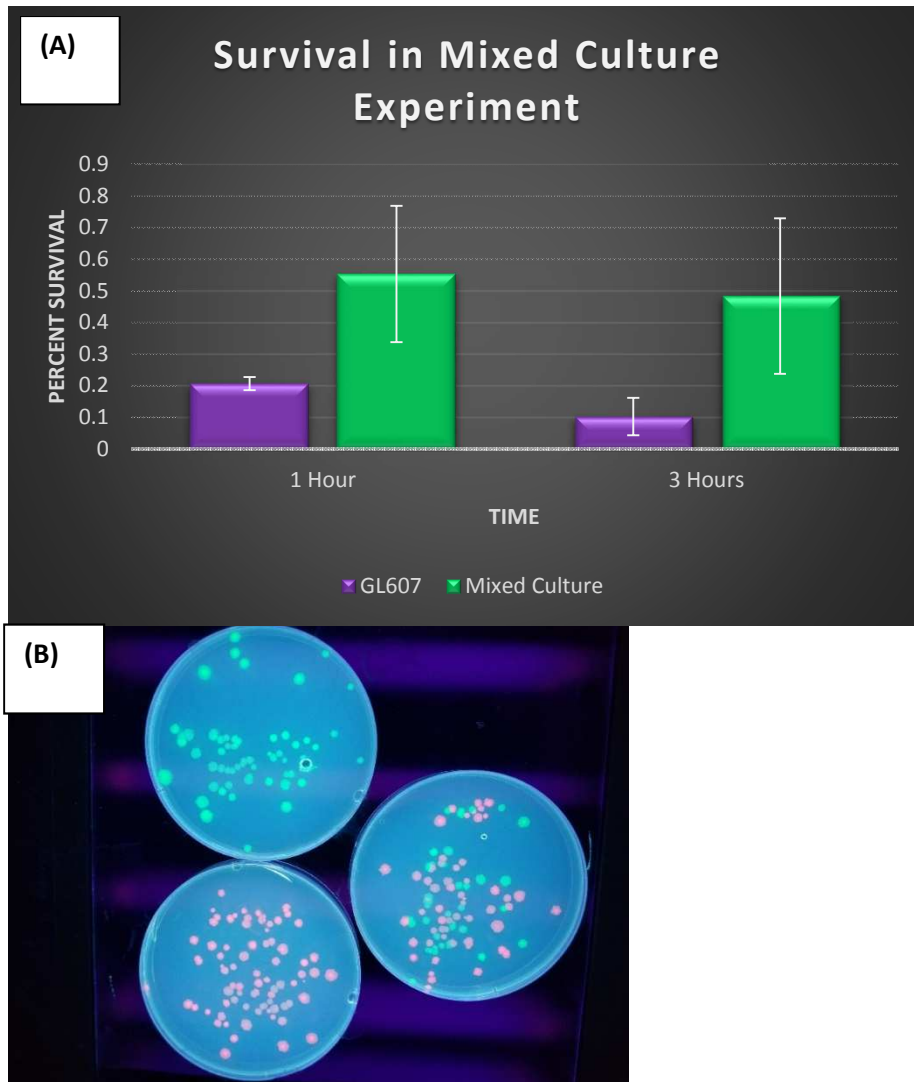 (A)
Survival in Mixed Culture
Experiment
PERCENT SURVIVAL
0.9
0.8
0.7
0.6
0.5
0.4
0.3
0.2
0.1
0
1 Hour
3 Hours
TIME
GL607
Mixed Culture
(B)